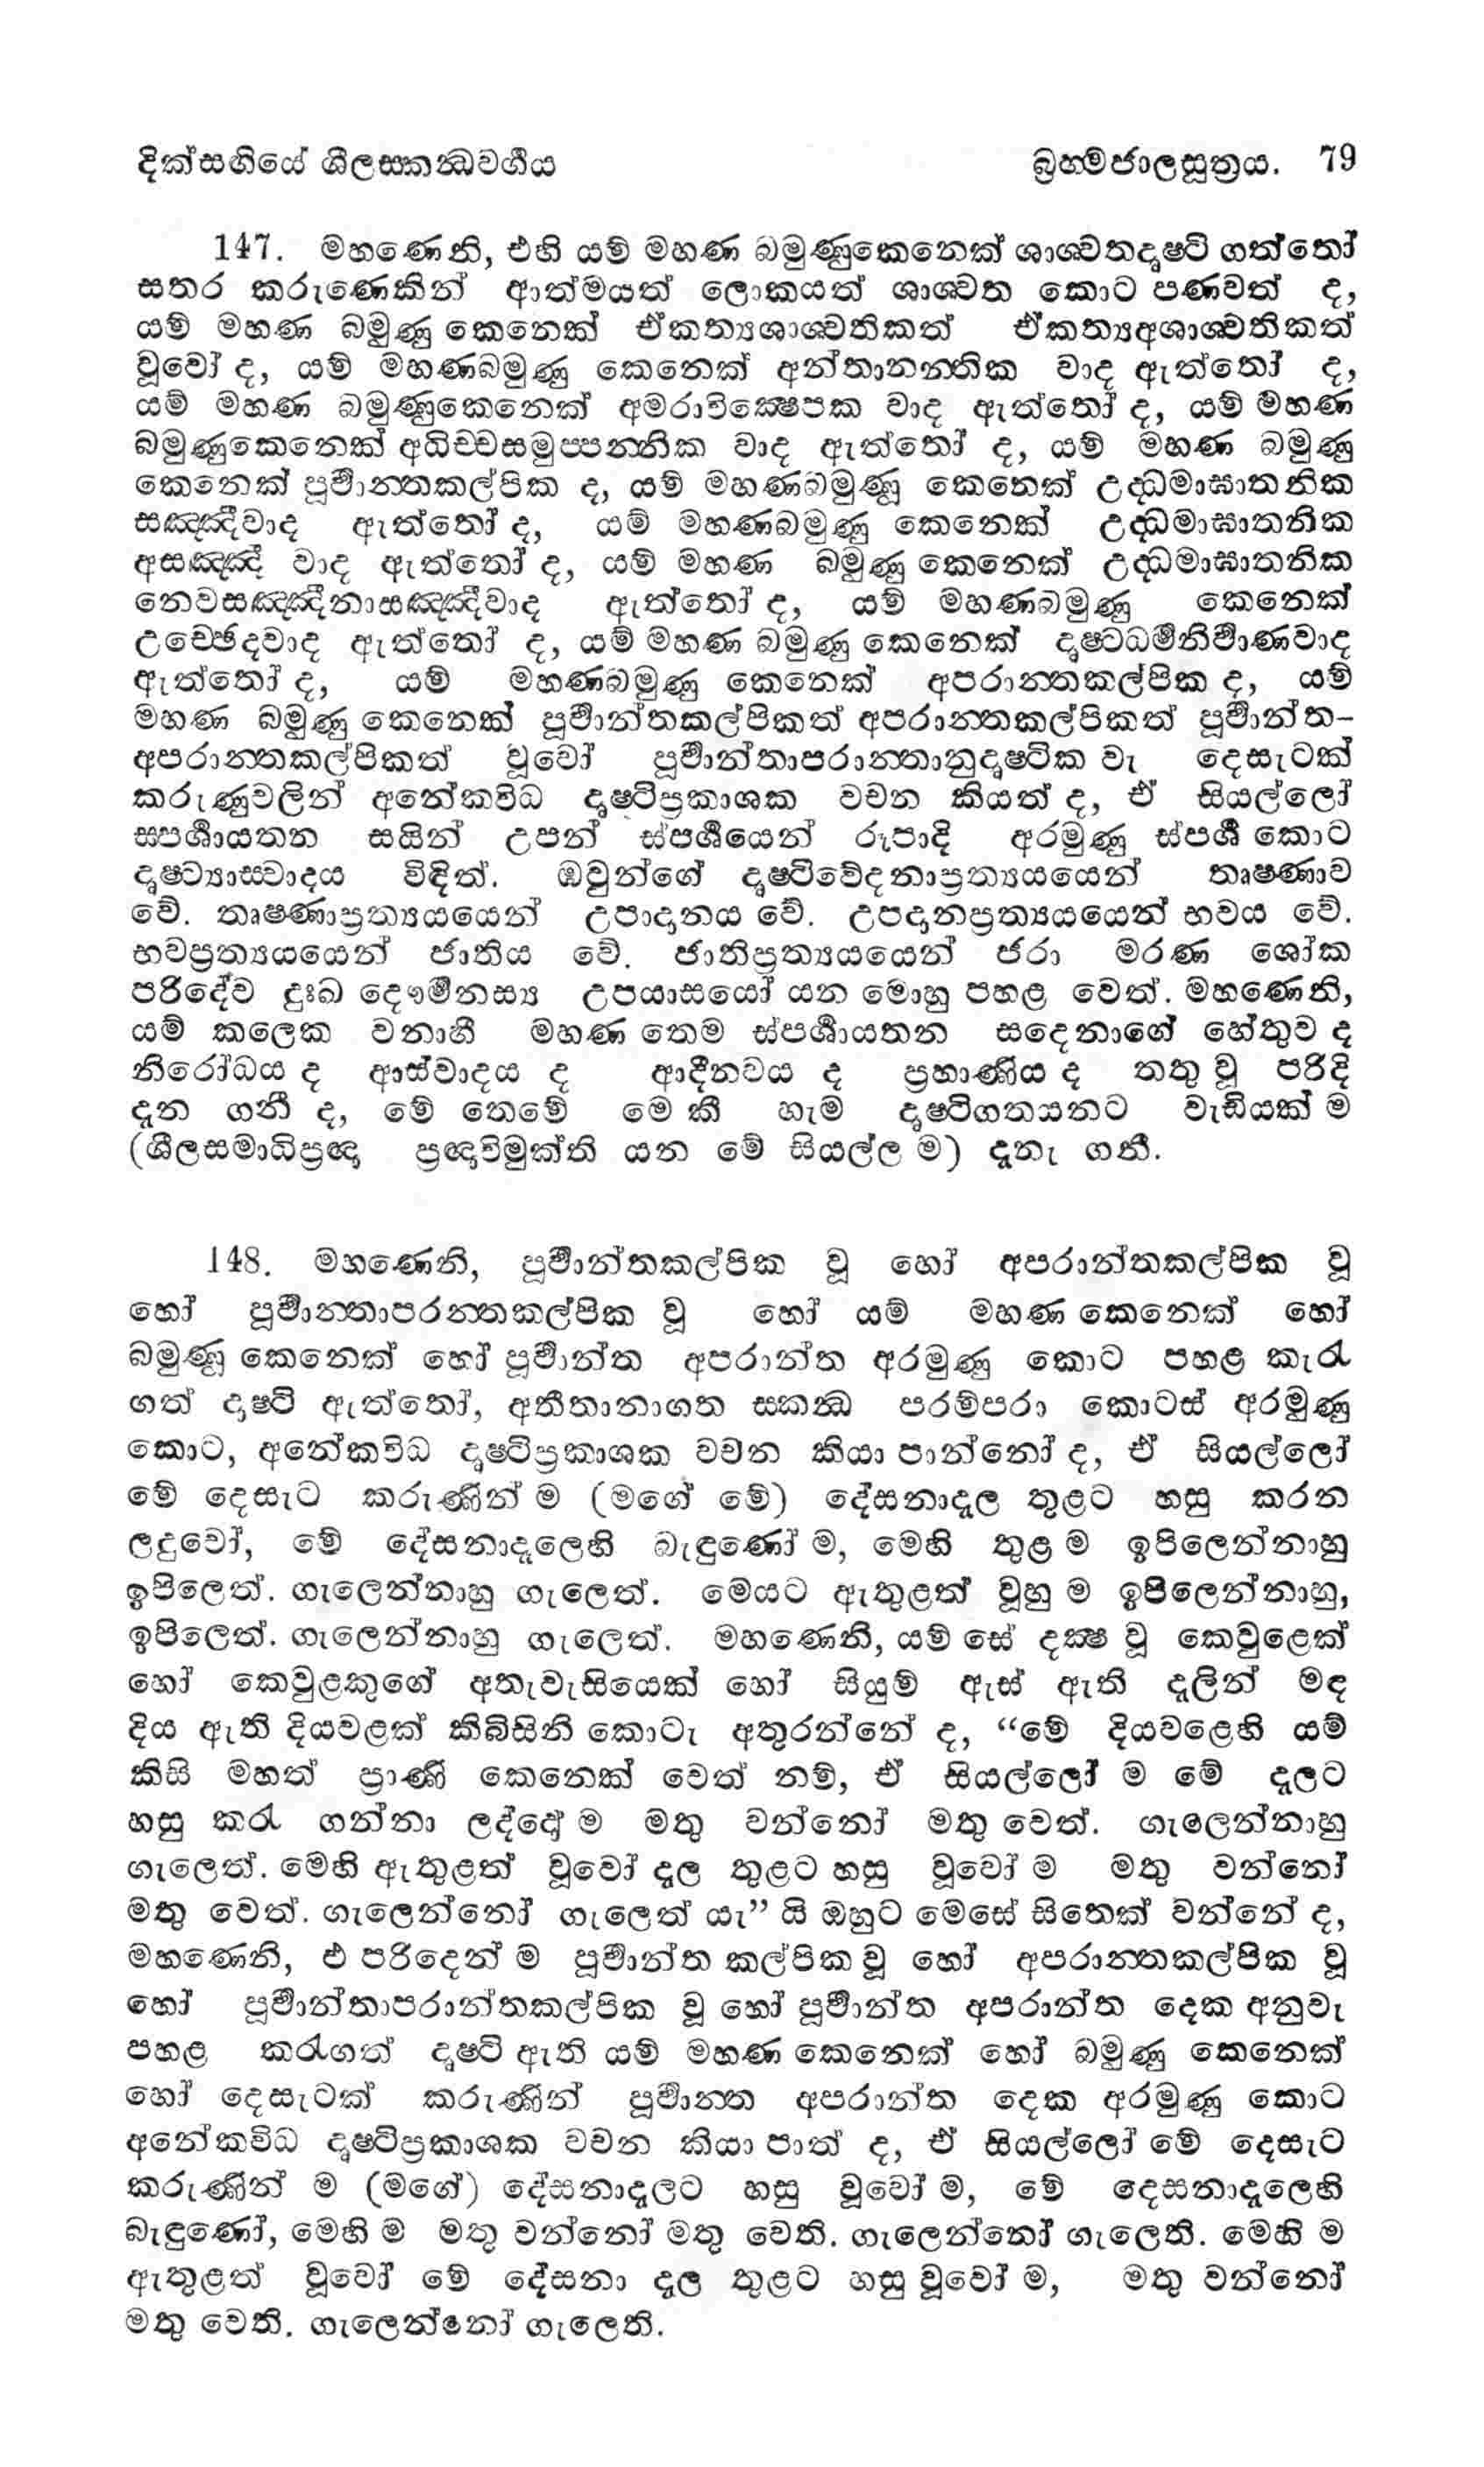 දික්සඟියේ ශීලස්කන්‍ධවර්‍ගය
බ්‍රහ්මජාලසූත්‍රය. 79
147. මහණෙනි, එහි යම් මහණ බමුණුකෙනෙක් ශාශ්වතදෘෂ්ටි ගත්තෝ
සතර කරුණෙකින් ආත්මයත් ලොකයත් ශාශ්වත කොට පණවත් ද,
යම් මහණ බමුණු කෙනෙක් ඒකත්‍යශාශ්වතිකත් ඒකත්‍යඅශාශ්වතිකත්
වූවෝ ද, යම් මහණබමුණු කෙනෙක් අන්තානන්තික වාද ඇත්තෝ ද,
යම් මහණ බමුණුකෙනෙක් අමරාවික්‍ෂෙපක වාද ඇත්තෝ ද, යම් මහණ
බමුණුකෙනෙක් අධිච්චසමුප්පන්නික වාද ඇත්තෝ ද, යම් මහණ බමුණු
කෙනෙක් පූර්‍වාන්තකල්පික ද, යම් මහණබමුණු කෙනෙක් උද්ධමාඝාතනික
සඤ්ඤීවාද ඇත්තෝ ද, යම් මහණබමුණු කෙනෙක් උද්ධමාඝාතනික
අසඤ්ඤී වාද ඇත්තෝ ද, යම් මහණ බමුණු කෙනෙක් උද්ධමාඝාතනික
නෙවසඤ්ඤීනාසඤ්ඤීවාද ඇත්තෝ ද, යම් මහණබමුණු කෙනෙක්
උච්ඡෙදවාද ඇත්තෝ ද, යම් මහණ බමුණු කෙනෙක් දෘෂ්ටධර්‍මනිර්‍වාණවාද
ඇත්තෝ ද, යම් මහණබමුණු කෙනෙක් අපරාන්තකල්පික ද, යම්
මහණ බමුණු කෙනෙක් පූර්‍වාන්තකල්පිකත් අපරාන්තකල්පිකත් පූර්‍වාන්ත-
අපරාන්තකල්පිකත් වූවෝ පූර්‍වාන්තාපරාන්තානුදෘෂ්ටික වැ දෙසැටක්
කරුණුවලින් අනේකවිධ දෘෂ්ටිප්‍රකාශක වචන කියත් ද, ඒ සියල්ලෝ
ස්පර්‍ශායතන සයින් උපන් ස්පර්‍ශයෙන් රූපාදි අරමුණු ස්පර්‍ශ කොට
දෘෂ්ට්‍යාස්වාදය විඳිත්. ඔවුන්ගේ දෘෂ්ටිවේදනාප්‍රත්‍යයයෙන් තෘෂ්ණාව
වේ. තෘෂ්ණාප්‍රත්‍යයයෙන් උපාදානය වේ. උපදානප්‍රත්‍යයයෙන් භවය වේ.
භවප්‍රත්‍යයයෙන් ජාතිය වේ. ජාතිප්‍රත්‍යයයෙන් ජරා මරණ ශෝක
පරිදේව දුඃඛ දෞර්‍මනස්‍ය උපයාසයෝ යන මොහු පහළ වෙත්. මහණෙනි,
යම් කලෙක වනාහී මහණ තෙම ස්පර්‍ශායතන සදෙනාගේ හේතුව ද
නිරෝධය ද ආස්වාදය ද ආදීනවය ද ප්‍රහාණිය ද තතු වූ පරිදි
දැන ගනී ද, මේ තෙමේ මෙ කී හැම දෘෂ්ටිගතයනට වැඩියක් ම
(ශීලසමාධිප්‍රඥා ප්‍රඥාවිමුක්ති යන මේ සියල්ල ම) දැනැ ගනී.
148. මහණෙනි, පූර්‍වාන්තකල්පික වූ හෝ අපරාන්තකල්පික වූ
හෝ පූර්‍වාන්තාපරන්තකල්පික වූ හෝ යම් මහණ කෙනෙක් හෝ
බමුණු කෙනෙක් හෝ පූර්‍වාන්ත අපරාන්ත අරමුණු කොට පහළ කැරැ
ගත් දෘෂ්ටි ඇත්තෝ, අතීතානාගත ස්කන්‍ධ පරම්පරා කොටස් අරමුණු
කොට, අනේකවිධ දෘෂ්ටිප්‍රකාශක වචන කියා පාන්නෝ ද, ඒ සියල්ලෝ
මේ දෙසැට කරුණින් ම (මගේ මේ) දේසනාදැල තුළට හසු කරන
ලදුවෝ, මේ දේසනාදැලෙහි බැඳුණෝ ම, මෙහි තුළ ම ඉපිලෙන්නාහු
ඉපිලෙත්. ගැලෙන්නාහු ගැලෙත්. මෙයට ඇතුළත් වූහු ම ඉපිලෙන්නාහු,
ඉපිලෙත්. ගැලෙන්නාහු ගැලෙත්. මහණෙනි, යම් සේ දක්‍ෂ වූ කෙවුළෙක්
හෝ කෙවුළකුගේ අතැවැසියෙක් හෝ සියුම් ඇස් ඇති දැලින් මඳ
දිය ඇති දියවළක් කිබිසිනි කොටැ අතුරන්නේ ද, “මේ දියවළෙහි යම්
කිසි මහත් ප්‍රාණී කෙනෙක් වෙත් නම්, ඒ සියල්ලෝ ම මේ දැලට
හසු කරැ ගන්නා ලද්දෝ ම මතු වන්නෝ මතු වෙත්. ගැලෙන්නාහු
ගැලෙත්. මෙහි ඇතුළත් වූවෝ දැල තුළට හසු වූවෝ ම මතු වන්නෝ
මතු වෙත්. ගැලෙන්නෝ ගැලෙත් යැ” යි ඔහුට මෙසේ සිතෙක් වන්නේ ද,
මහණෙනි, එ පරිදෙන් ම පූර්‍වාන්ත කල්පික වූ හෝ අපරාන්තකල්පික වූ
හෝ පූර්‍වාන්තාපරාන්තකල්පික වූ හෝ පූර්‍වාන්ත අපරාන්ත දෙක අනුවැ
පහළ කරැගත් දෘෂ්ටි ඇති යම් මහණ කෙනෙක් හෝ බමුණු කෙනෙක්
හෝ දෙසැටක් කරුණින් පූර්‍වාන්ත අපරාන්ත දෙක අරමුණු කොට
අනේකවිධ දෘෂ්ටිප්‍රකාශක වචන කියා පාත් ද, ඒ සියල්ලෝ මේ දෙසැට
කරුණින් ම (මගේ) දේසනාදැලට හසු වූවෝ ම, මේ දෙසනාදැලෙහි
බැඳුණෝ, මෙහි ම මතු වන්නෝ මතු වෙති. ගැලෙන්නෝ ගැලෙති. මෙහි ම
ඇතුළත් වූවෝ මේ දේසනා දැල තුළට හසු වූවෝ ම, මතු වන්නෝ
මතු වෙති. ගැලෙන්නෝ ගැලෙති.